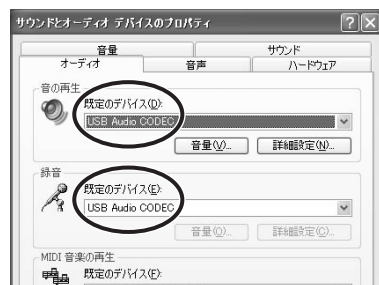 サウンドとオーディオ デバイスのプロパティ
音量 サウンド
オーディオ 音声 ハードウェア
音の再生
既定のデバイス(D):
USB Audio CODEC
音量(V)... 詳細設定(N)...
録音
既定のデバイス(E):
USB Audio CODEC
音量(O)... 詳細設定(C)...
MIDI 音楽の再生
既定のデバイス(F):